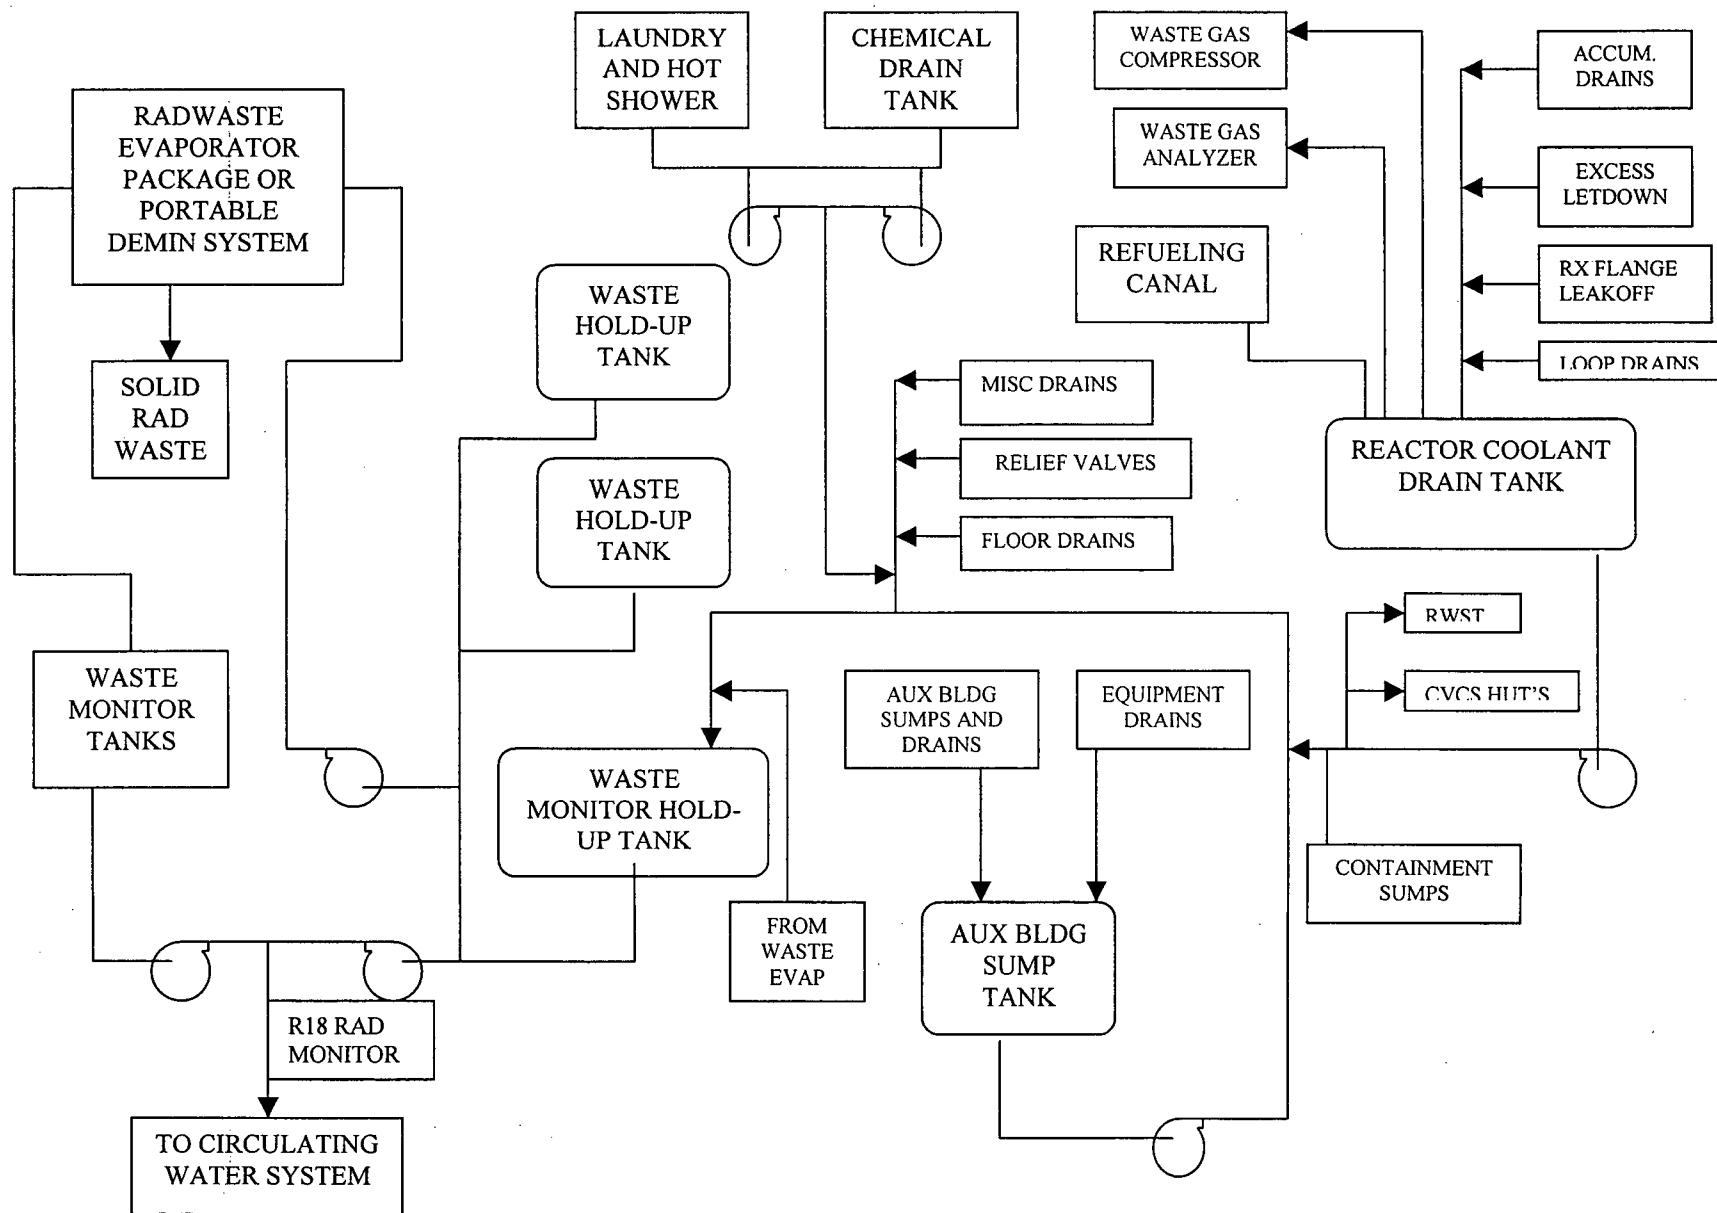 LAUNDRY
AND HOT
SHOWER
CHEMICAL
DRAIN
TANK
WASTE GAS
COMPRESSOR
ACCUM.
DRAINS
RADWASTE
EVAPORATOR
PACKAGE OR
PORTABLE
DEMIN SYSTEM
WASTE GAS
ANALYZER
EXCESS
LETDOWN
REFUELING
CANAL
RX FLANGE
LEAKOFF
WASTE
HOLD-UP
TANK
LOOP DRAINS
MISC DRAINS
SOLID
RAD
WASTE
RELIEF VALVES
REACTOR COOLANT
DRAIN TANK
WASTE
HOLD-UP
TANK
FLOOR DRAINS
RWST
WASTE
MONITOR
TANKS
AUX BLDG
SUMPS AND
DRAINS
EQUIPMENT
DRAINS
CVCS HUT'S
WASTE
MONITOR HOLD-
UP TANK
CONTAINMENT
SUMPS
FROM
WASTE
EVAP
AUX BLDG
SUMP
TANK
R18 RAD
MONITOR
TO CIRCULATING
WATER SYSTEM